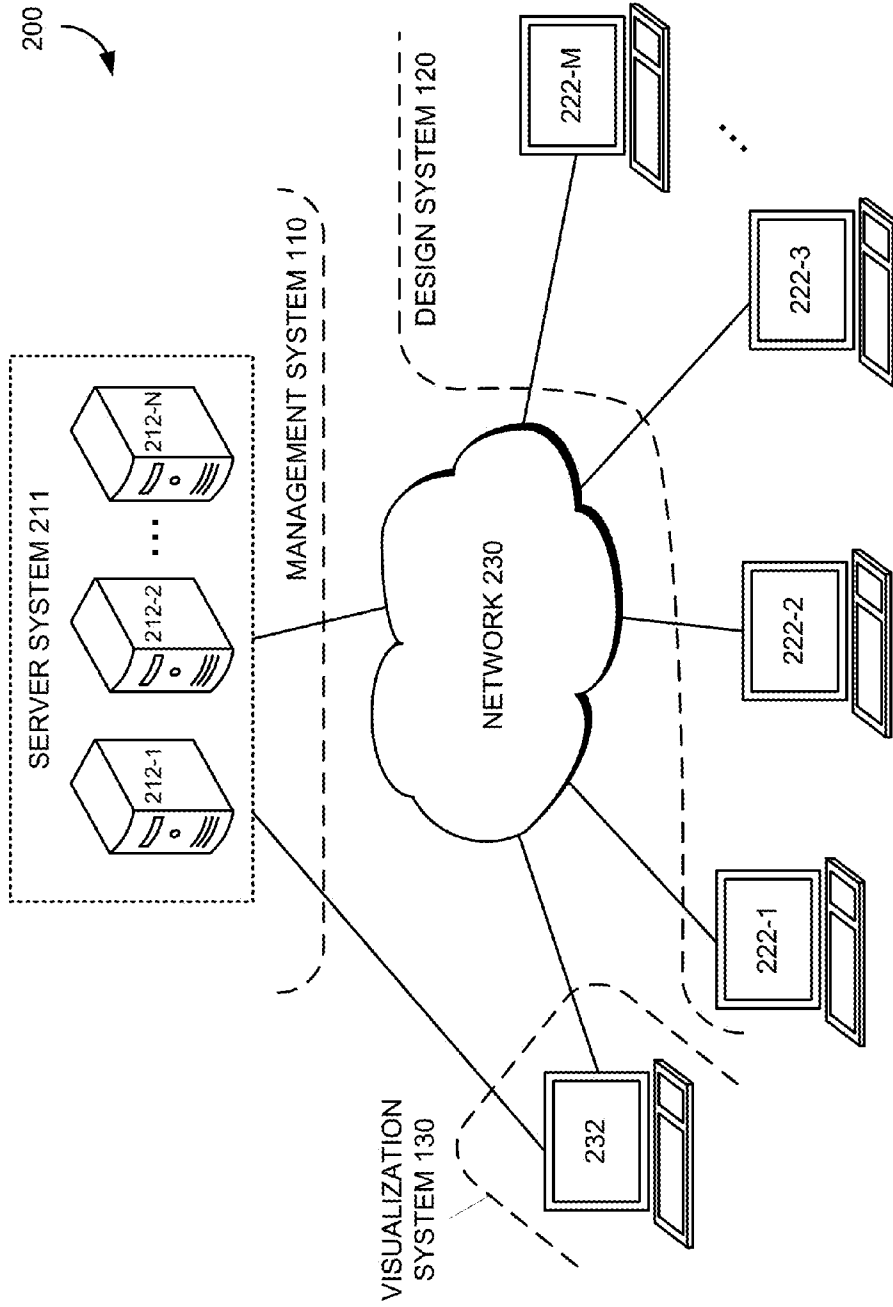 200
SERVER SYSTEM 211
212-1
212-2
...
212-N
MANAGEMENT SYSTEM 110
DESIGN SYSTEM 120
NETWORK 230
VISUALIZATION
SYSTEM 130
232
222-1
222-2
222-3
...
222-M